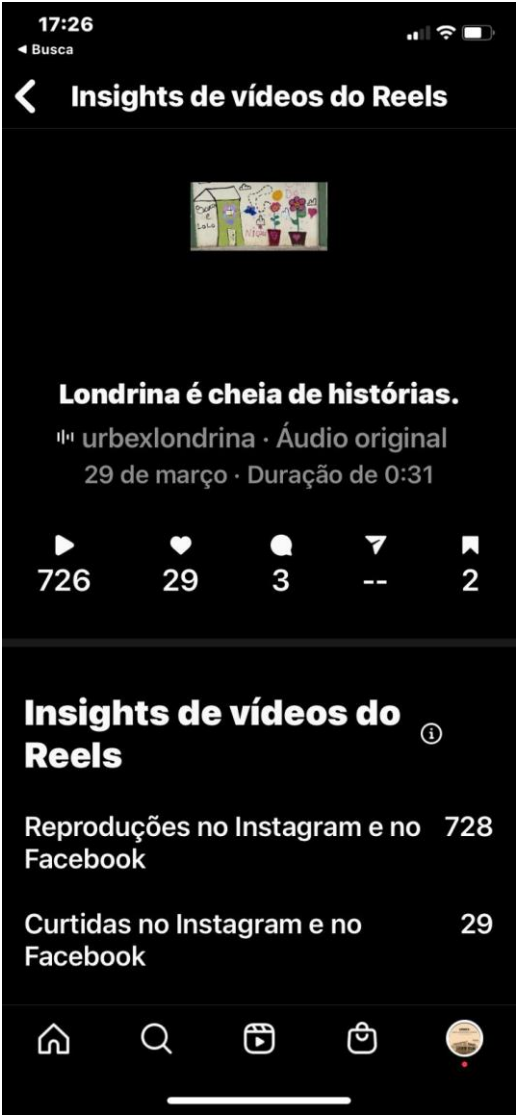 17:26
Busca
Insights de vídeos do Reels
Londrina é cheia de histórias.
urbexlondrina · Áudio original
29 de março · Duração de 0:31
726 29 3 -- 2
Insights de vídeos do
Reels
Reproduções no Instagram e no 728
Facebook
Curtidas no Instagram e no 29
Facebook